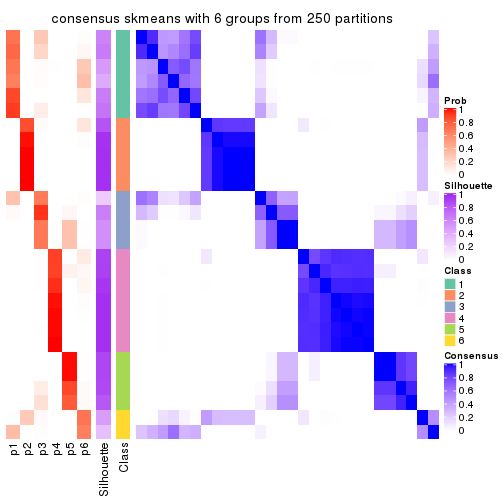 consensus skmeans with 6 groups from 250 partitions
Prob
1
0.8
0.6
0.4
0.2
0
Silhouette
1
0.8
0.6
0.4
0.2
0
Class
1
2
3
4
5
6
Consensus
1
0.8
0.6
0.4
0.2
0
p1
p2
p3
p4
p5
p6
Silhouette
Class